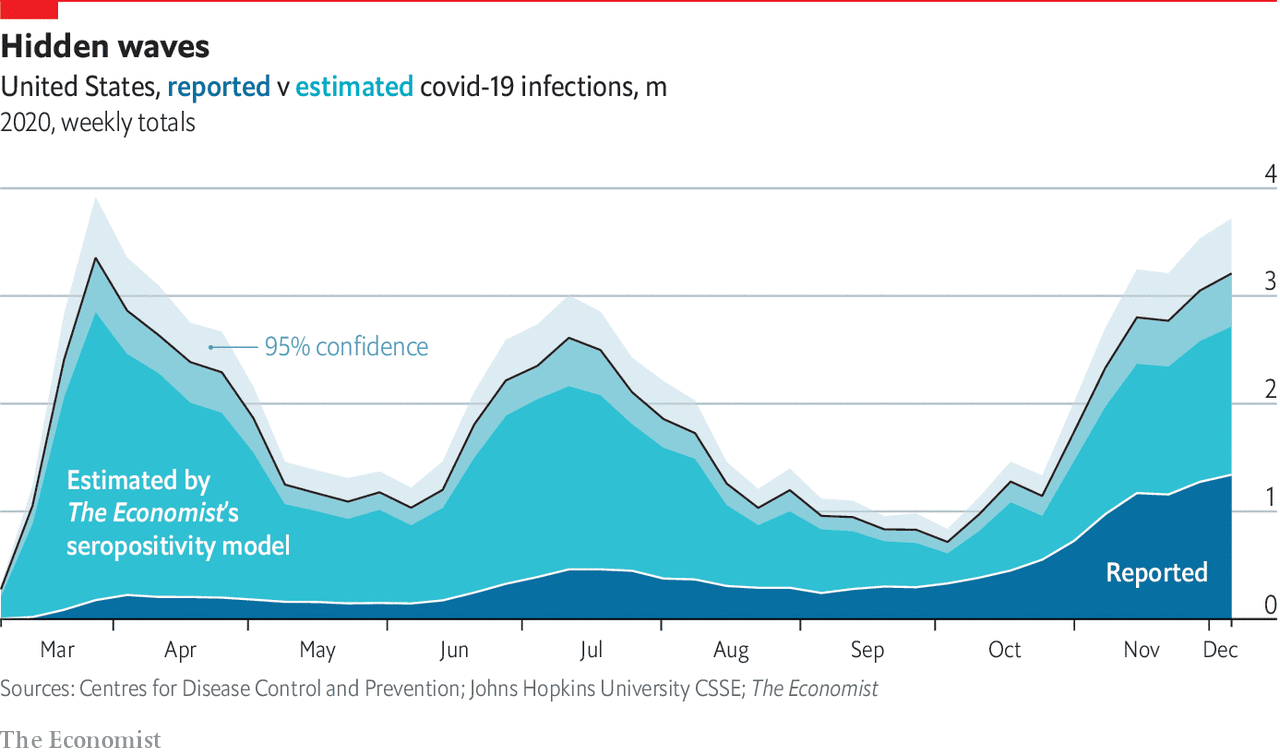 Hidden waves
United States, reported v estimated covid-19 infections, m
2020, weekly totals
4
3
2
1
0
95% confidence
Estimated by
The Economist's
seropositivity model
Reported
Mar Apr May Jun Jul Aug Sep Oct Nov Dec
Sources: Centres for Disease Control and Prevention; Johns Hopkins University CSSE; The Economist
The Economist